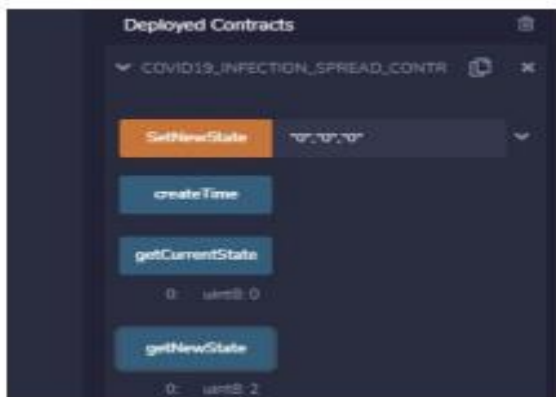 Deployed Contracts
COVID19_INFECTION_SPREAD_CONTR
SetNewState "0","0","0"
createTime
getCurrentState
0: uint8: 0
getNewState
0: uint8: 2